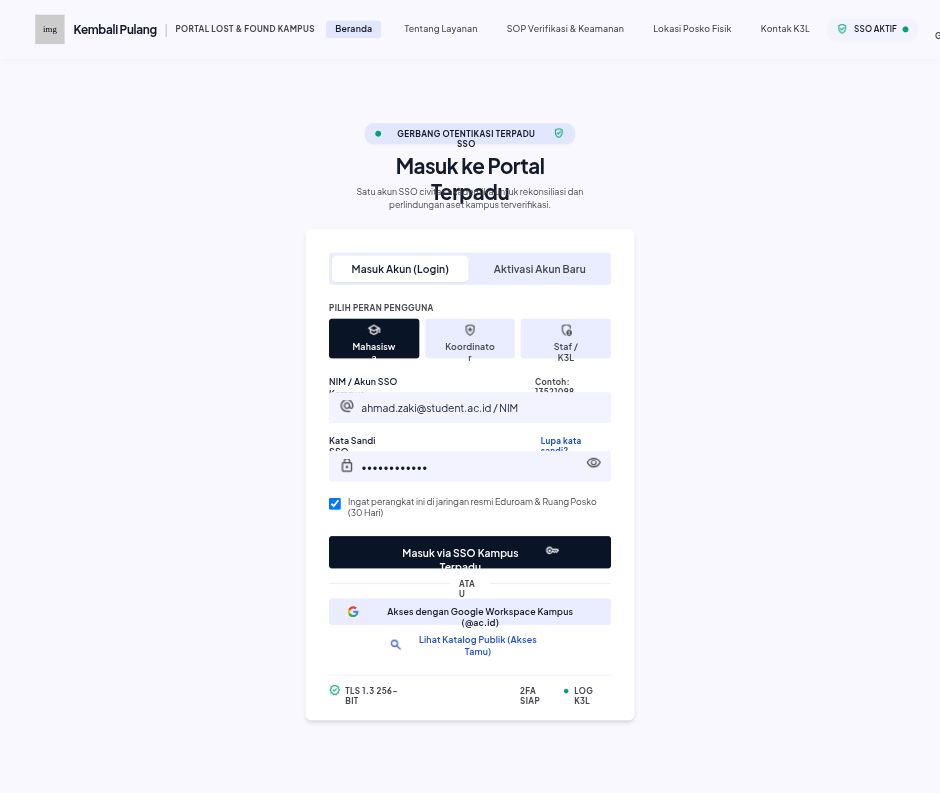 img
Kembali Pulang
PORTAL LOST & FOUND KAMPUS
Beranda
Tentang Layanan
SOP Verifikasi & Keamanan
Lokasi Posko Fisik
Kontak K3L
SSO AKTIF
GERBANG OTENTIKASI TERPADU
SSO
Masuk ke Portal
Terpadu
Satu akun SSO rekonsiliasi dan
perlindungan aset kampus terverifikasi.
Masuk Akun (Login)
Aktivasi Akun Baru
PILIH PERAN PENGGUNA
Mahasisw
a
Koordinato
r
Staf /
K3L
NIM / Akun SSO
Contoh:
13521098
ahmad.zaki@student.ac.id / NIM
Kata Sandi
SSO
Lupa kata
sandi?
••••••••••••
Ingat perangkat ini di jaringan resmi Eduroam & Ruang Posko
(30 Hari)
Masuk via SSO Kampus
Terpadu
ATA
U
Akses dengan Google Workspace Kampus
(@ac.id)
Lihat Katalog Publik (Akses
Tamu)
TLS 1.3 256-
BIT
2FA
SIAP
LOG
K3L